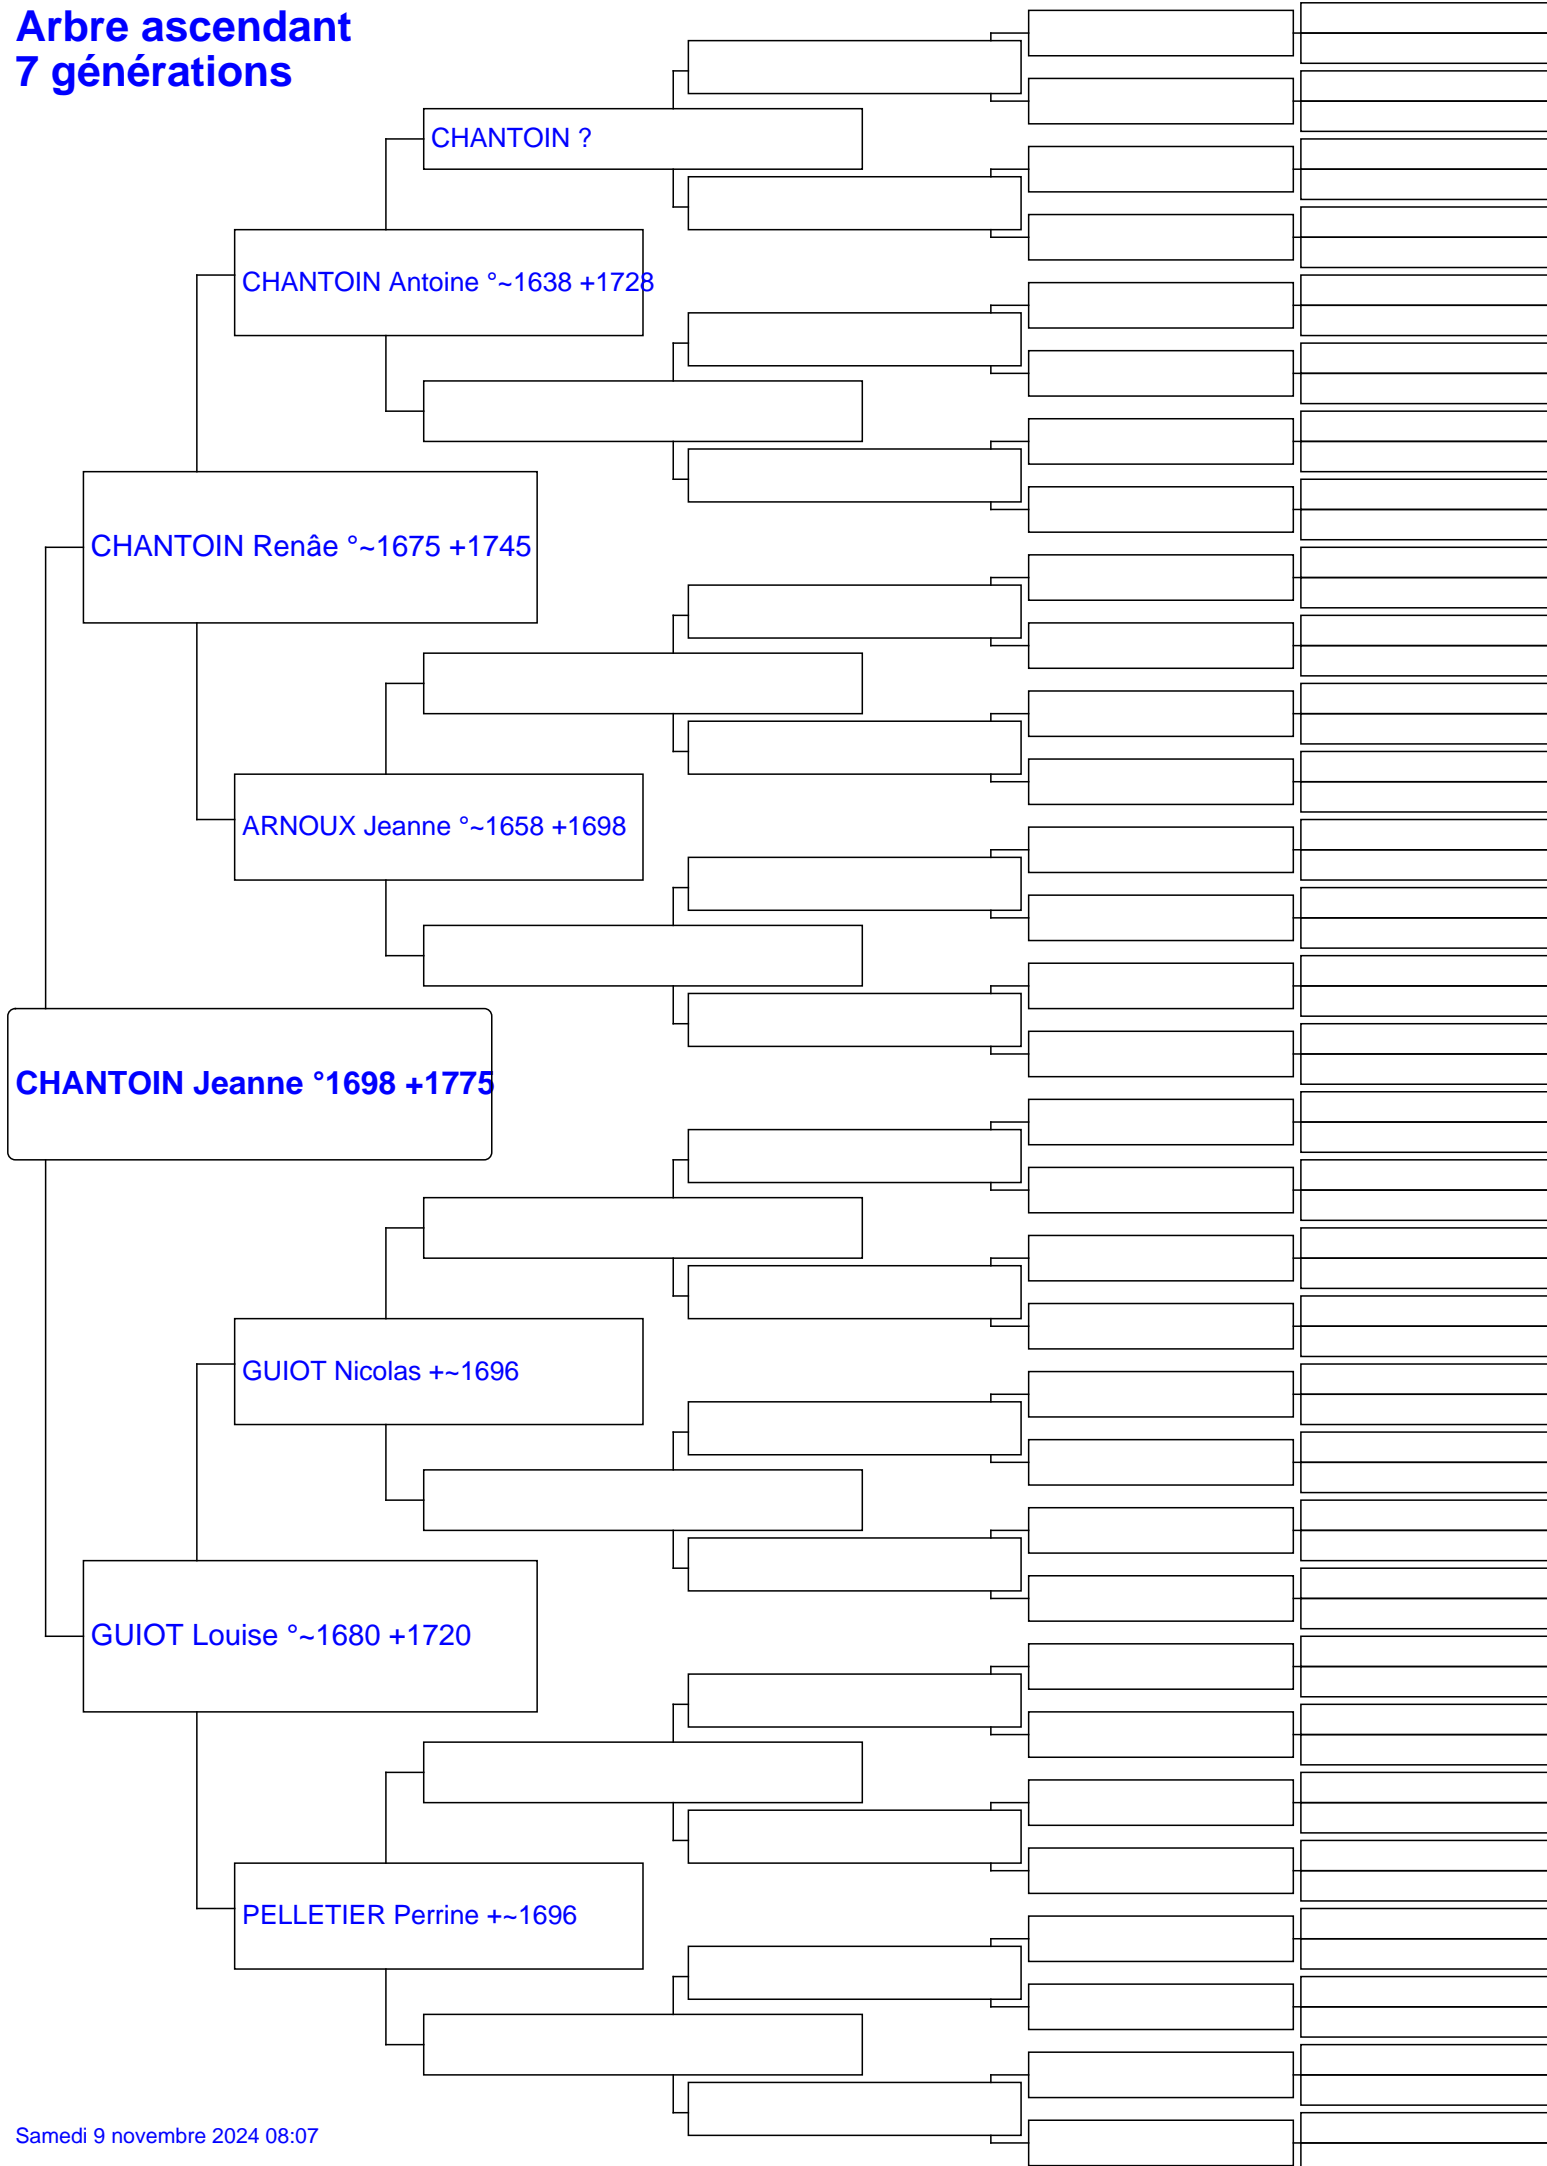 Arbre ascendant
7 générations
CHANTOIN ?
CHANTOIN Antoine °~1638 +1728
CHANTOIN Renâe °~1675 +1745
ARNOUX Jeanne °~1658 +1698
CHANTOIN Jeanne °1698 +1775
GUIOT Nicolas +~1696
GUIOT Louise °~1680 +1720
PELLETIER Perrine +~1696
Samedi 9 novembre 2024 08:07